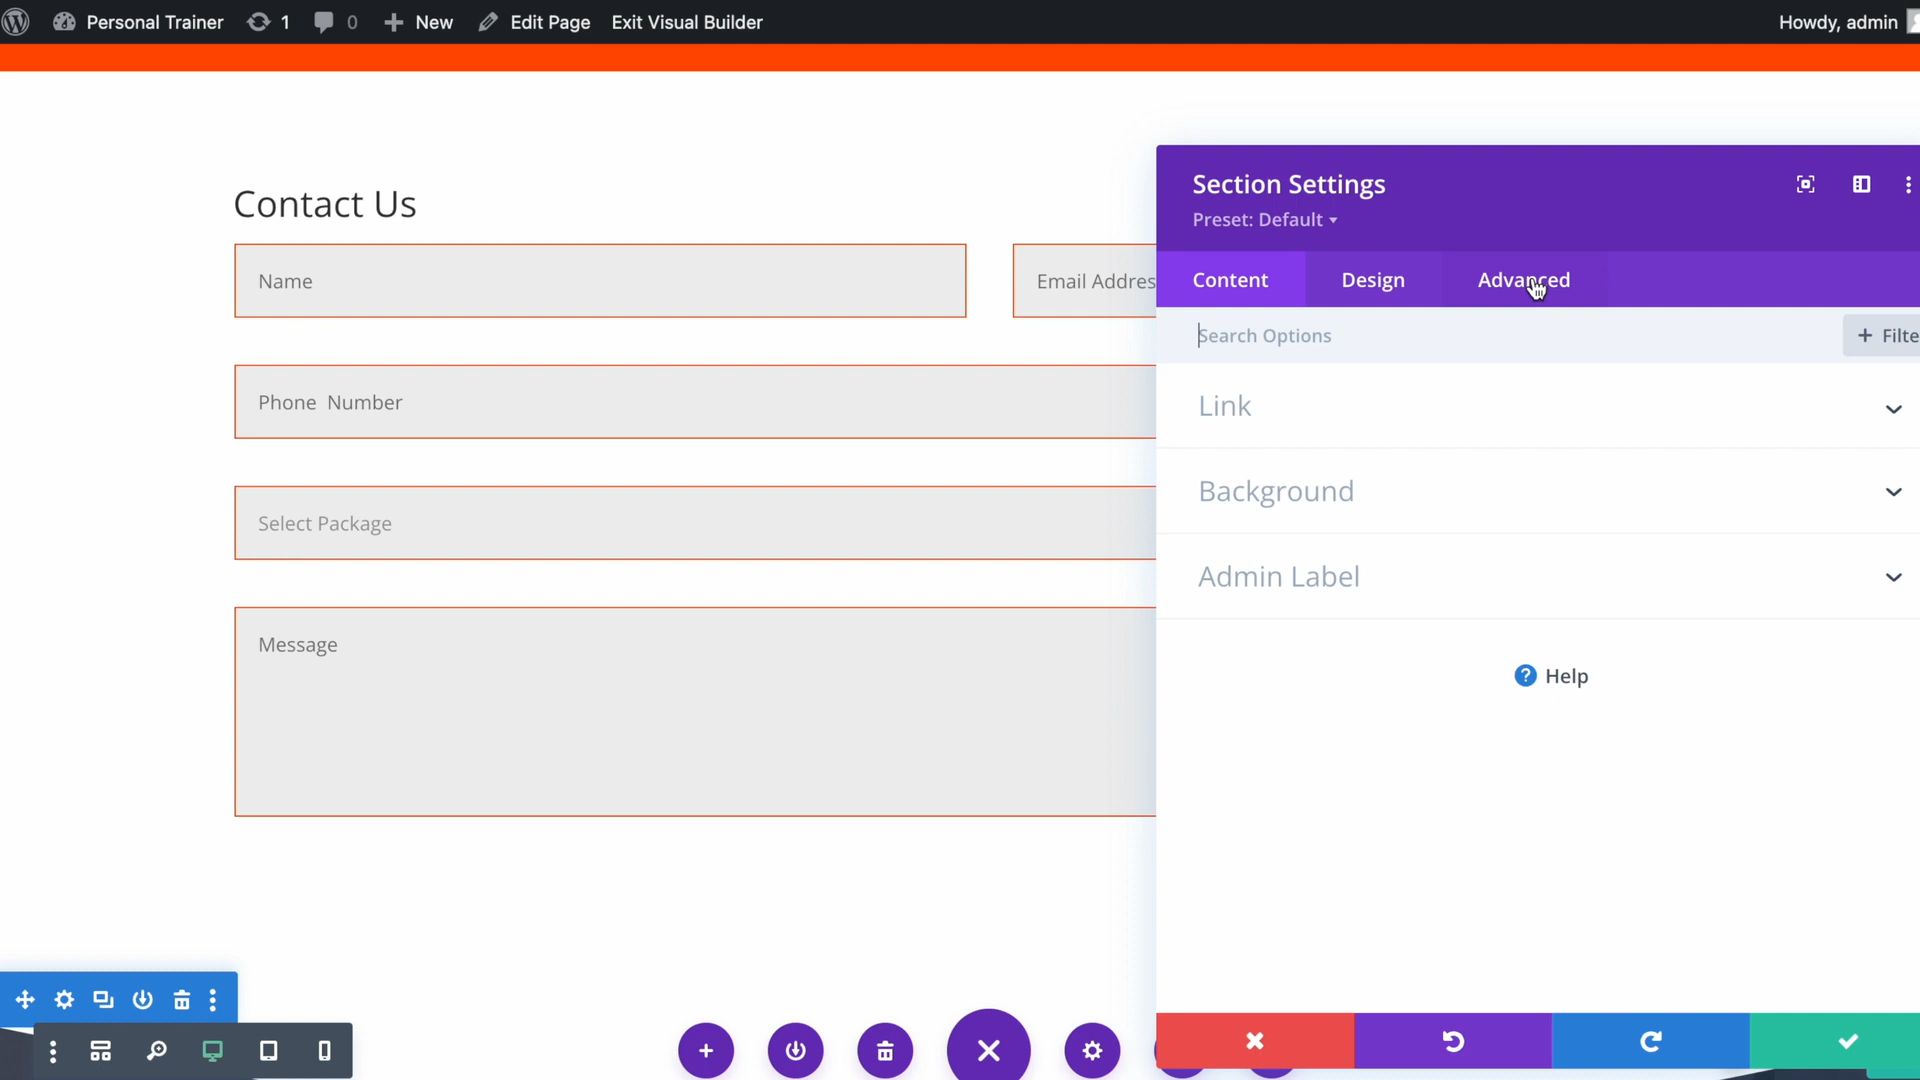 Personal Trainer 1 0 New Edit Page Exit Visual Builder Howdy, admin
Contact Us
Name
Email Addres
Phone Number
Select Package
Message
Section Settings
Preset: Default
Content Design Advanced
Search Options
+ Filte
Link
Background
Admin Label
? Help